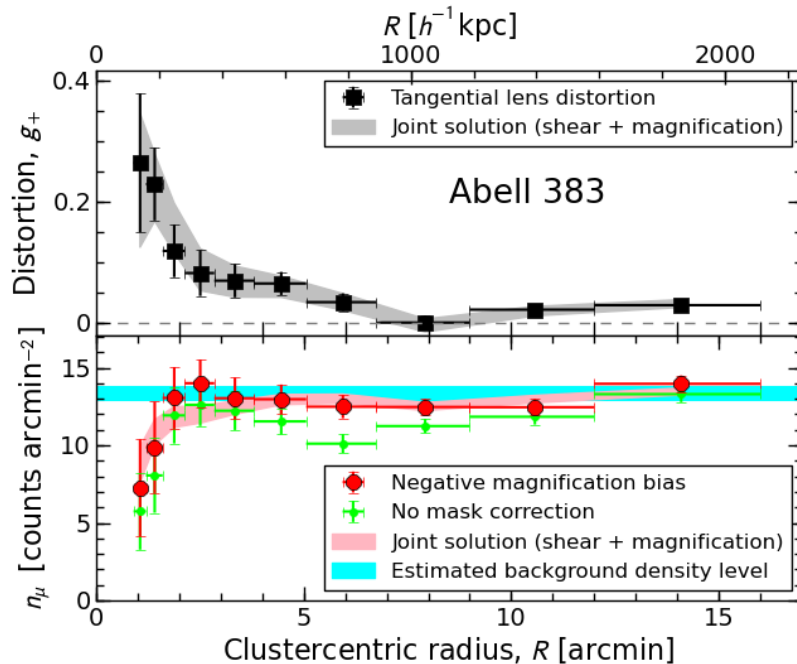 R [h⁻¹ kpc]
0 1000 2000
0.4
Tangential lens distortion
Joint solution (shear + magnification)
Abell 383
0.2
Distortion, g₊
0
15
10
nμ [counts arcmin⁻²]
Negative magnification bias
No mask correction
5
Joint solution (shear + magnification)
Estimated background density level
0
0 5 10 15
Clustercentric radius, R [arcmin]